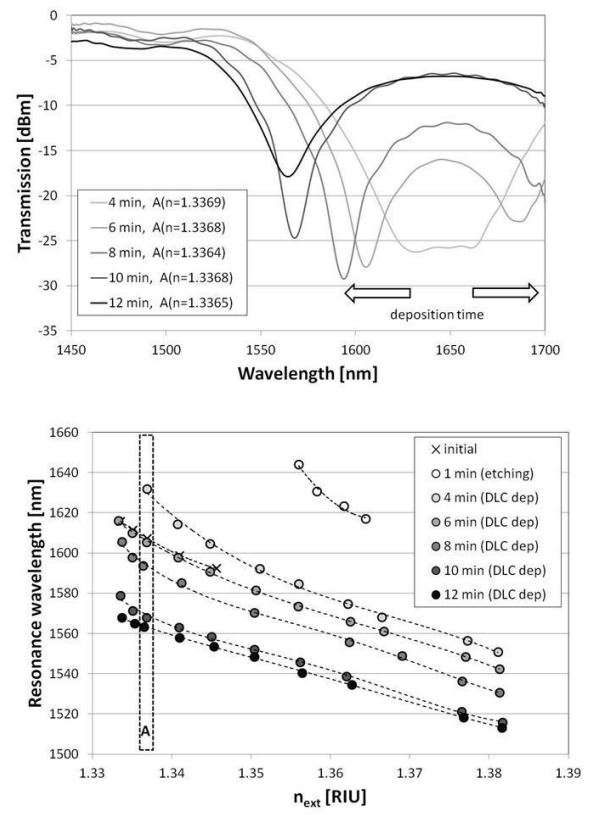 0
-5
-10
-15
-20
-25
-30
-35
Transmission [dBm]
4 min, A(n=1.3369)
6 min, A(n=1.3368)
8 min, A(n=1.3364)
10 min, A(n=1.3368)
12 min, A(n=1.3365)
deposition time
1450 1500 1550 1600 1650 1700
Wavelength [nm]
1660
1640
1620
1600
1580
1560
1540
1520
1500
Resonance wavelength [nm]
initial
1 min (etching)
4 min (DLC dep)
6 min (DLC dep)
8 min (DLC dep)
10 min (DLC dep)
12 min (DLC dep)
A
1.33 1.34 1.35 1.36 1.37 1.38 1.39
next [RIU]